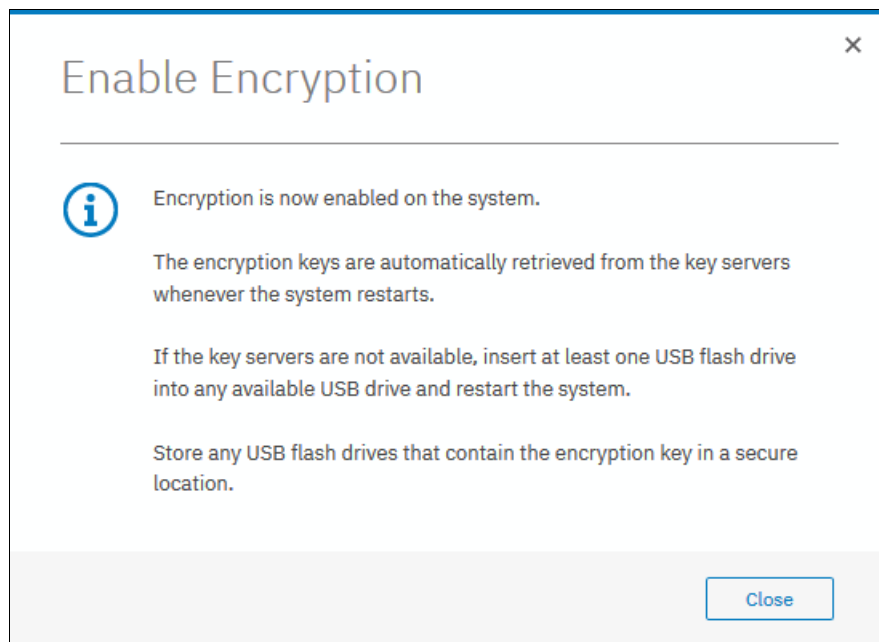 Enable Encryption
Encryption is now enabled on the system.
The encryption keys are automatically retrieved from the key servers
whenever the system restarts.
If the key servers are not available, insert at least one USB flash drive
into any available USB drive and restart the system.
Store any USB flash drives that contain the encryption key in a secure
location.
Close